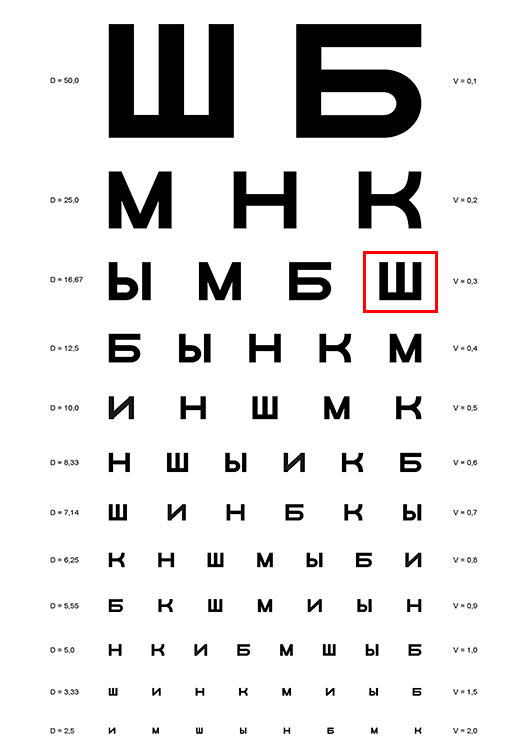 D = 50,0 Ш Б V = 0,1
D = 25,0 М Н К V = 0,2
D = 16,67 Ы М Б Ш V = 0,3
D = 12,5 Б Ы Н К М V = 0,4
D = 10,0 И Н Ш М К V = 0,5
D = 8,33 Н Ш Ы И К Б V = 0,6
D = 7,14 Ш И Н Б К Ы V = 0,7
D = 6,25 К Н Ш М Ы Б И V = 0,8
D = 5,55 Б К Ш М И Ы Н V = 0,9
D = 5,0 Н К И Б М Ш Ы Б V = 1,0
D = 3,33 Ш И Н К М И Ы Б V = 1,5
D = 2,5 И М Ш Ы Н Б М К V = 2,0